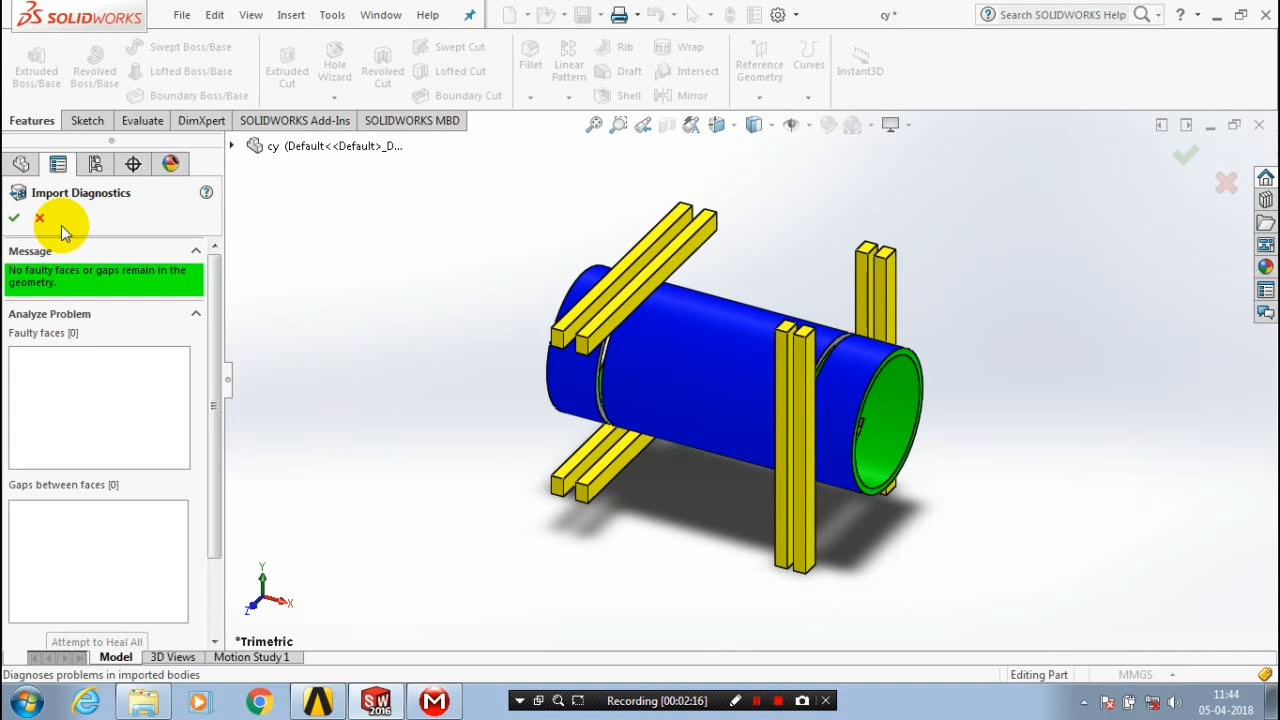 SOLIDWORKS File Edit View Insert Tools Window Help cy * Search SOLIDWORKS Help ?
Extruded Boss/Base
Revolved Boss/Base
Swept Boss/Base
Lofted Boss/Base
Boundary Boss/Base
Extruded Cut
Hole Wizard
Revolved Cut
Swept Cut
Lofted Cut
Boundary Cut
Fillet
Linear Pattern
Rib
Draft
Shell
Wrap
Intersect
Mirror
Reference Geometry
Curves
Instant3D
Features Sketch Evaluate DimXpert SOLIDWORKS Add-Ins SOLIDWORKS MBD
cy (Default<<Default>_D...
Import Diagnostics ?
Message
No faulty faces or gaps remain in the
geometry.
Analyze Problem
Faulty faces [0]
Gaps between faces [0]
Attempt to Heal All
Y
X
Z
*Trimetric
Model 3D Views Motion Study 1
Diagnoses problems in imported bodies Editing Part MMGS
SW
2016
Recording [00:02:16]
11:44
05-04-2018